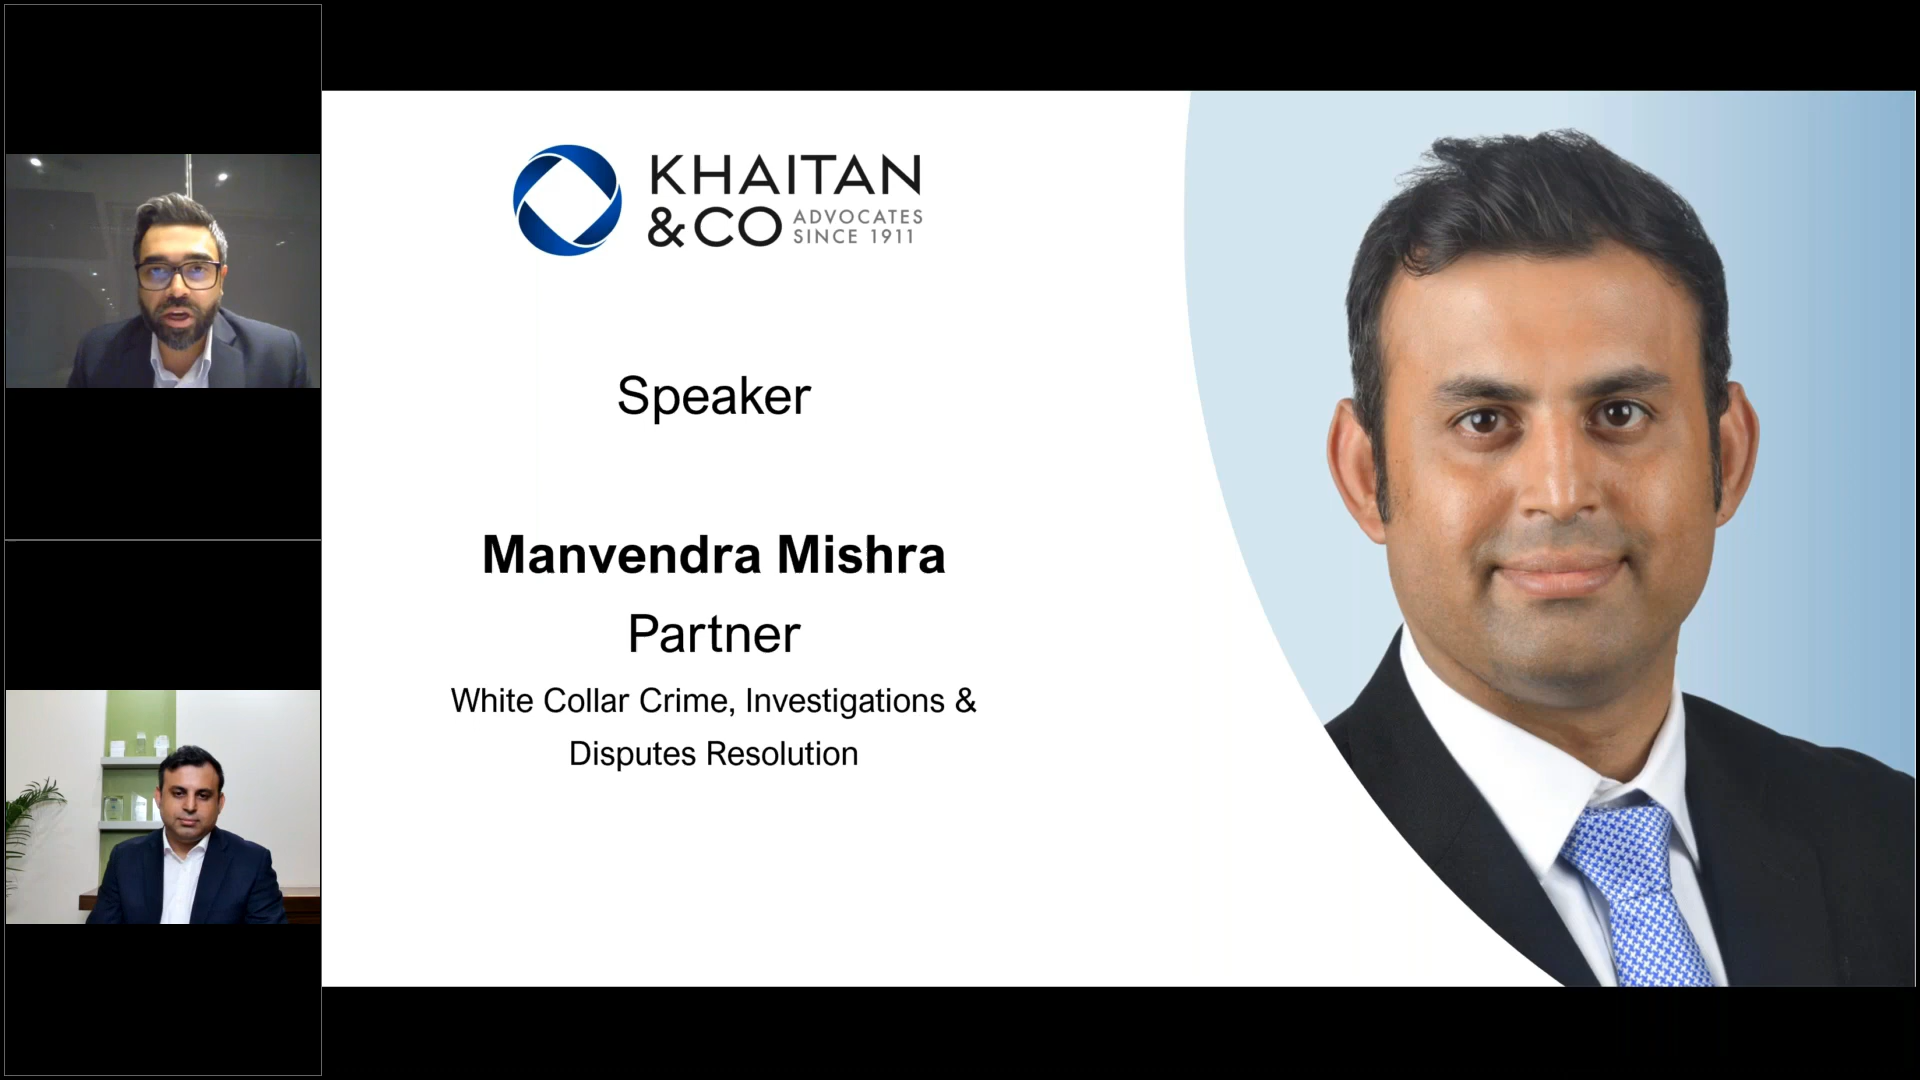 KHAITAN
&CO ADVOCATES
SINCE 1911
Speaker
Manvendra Mishra
Partner
White Collar Crime, Investigations &
Disputes Resolution